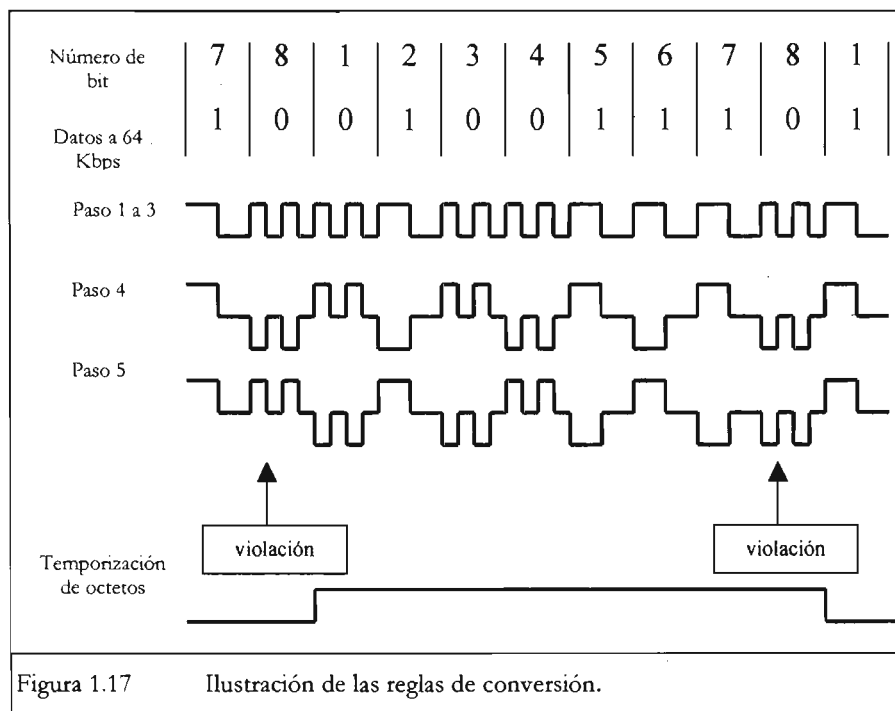 Número de bit 7 8 1 2 3 4 5 6 7 8 1
Datos a 64 Kbps 1 0 0 1 0 0 1 1 1 0 1
Paso 1 a 3
Paso 4
Paso 5
violación violación
Temporización
de octetos
Figura 1.17 Ilustración de las reglas de conversión.